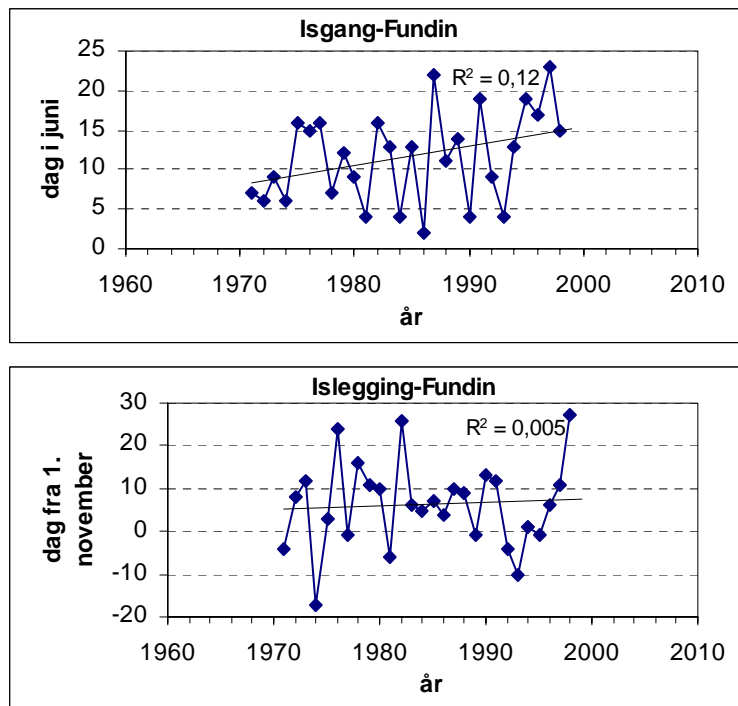 Isgang-Fundin
R² = 0,12
dag i juni
25
20
15
10
5
0
1960 1970 1980 1990 2000 2010
år
Islegging-Fundin
R² = 0,005
dag fra 1.
november
30
20
10
0
-10
-20
1960 1970 1980 1990 2000 2010
år